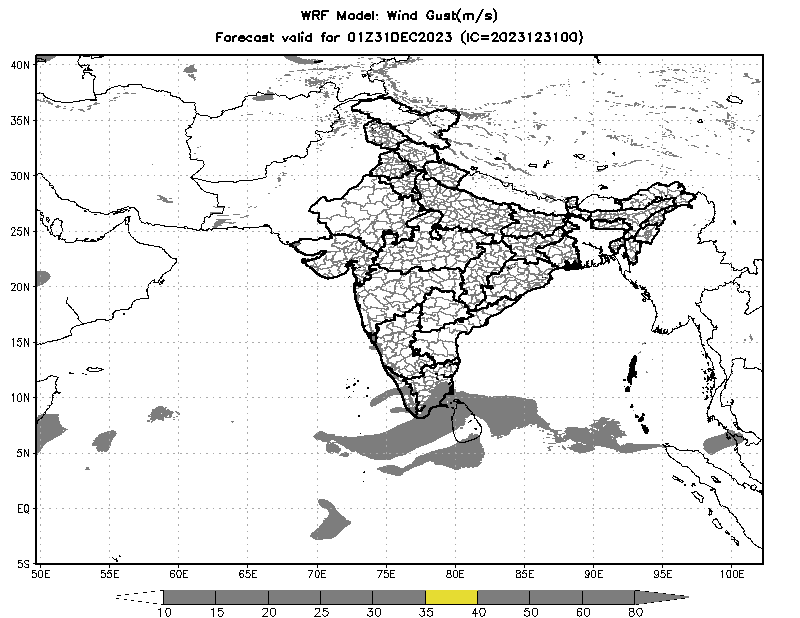 WRF Model: Wind Gust(m/s)
Forecast valid for 01Z31DEC2023 (IC=2023123100)
40N
35N
30N
25N
20N
15N
10N
5N
EQ
5S
50E 55E 60E 65E 70E 75E 80E 85E 90E 95E 100E
10 15 20 25 30 35 40 50 60 80